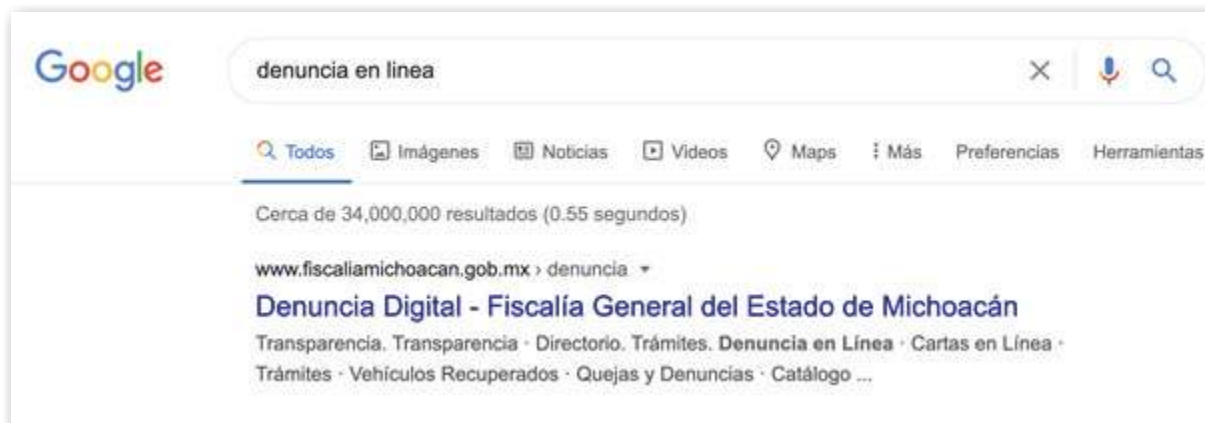 Google
denuncia en linea
Todos Imágenes Noticias Videos Maps Más Preferencias Herramientas
Cerca de 34,000,000 resultados (0.55 segundos)
www.fiscaliamichoacan.gob.mx › denuncia
Denuncia Digital - Fiscalía General del Estado de Michoacán
Transparencia. Transparencia · Directorio. Trámites. Denuncia en Línea · Cartas en Línea ·
Trámites · Vehículos Recuperados · Quejas y Denuncias · Catálogo ...